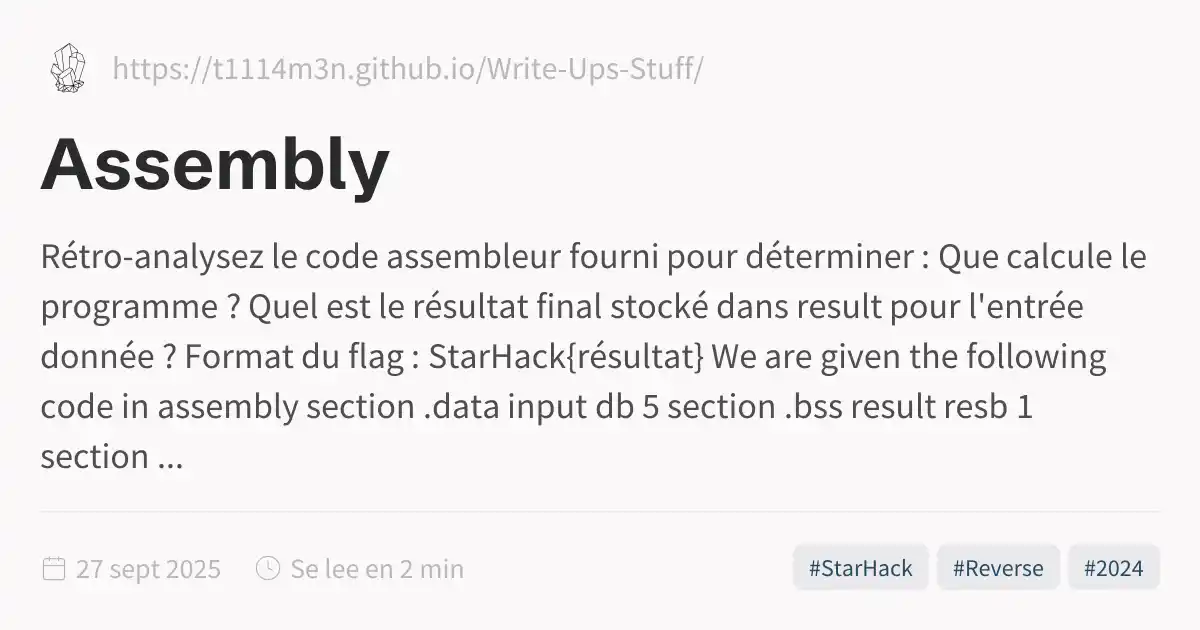 https://t1114m3n.github.io/Write-Ups-Stuff/
Assembly
Rétro-analysez le code assembleur fourni pour déterminer : Que calcule le
programme ? Quel est le résultat final stocké dans result pour l'entrée
donnée ? Format du flag : StarHack{résultat} We are given the following
code in assembly section .data input db 5 section .bss result resb 1
section ...
27 sept 2025
Se lee en 2 min
#StarHack
#Reverse
#2024